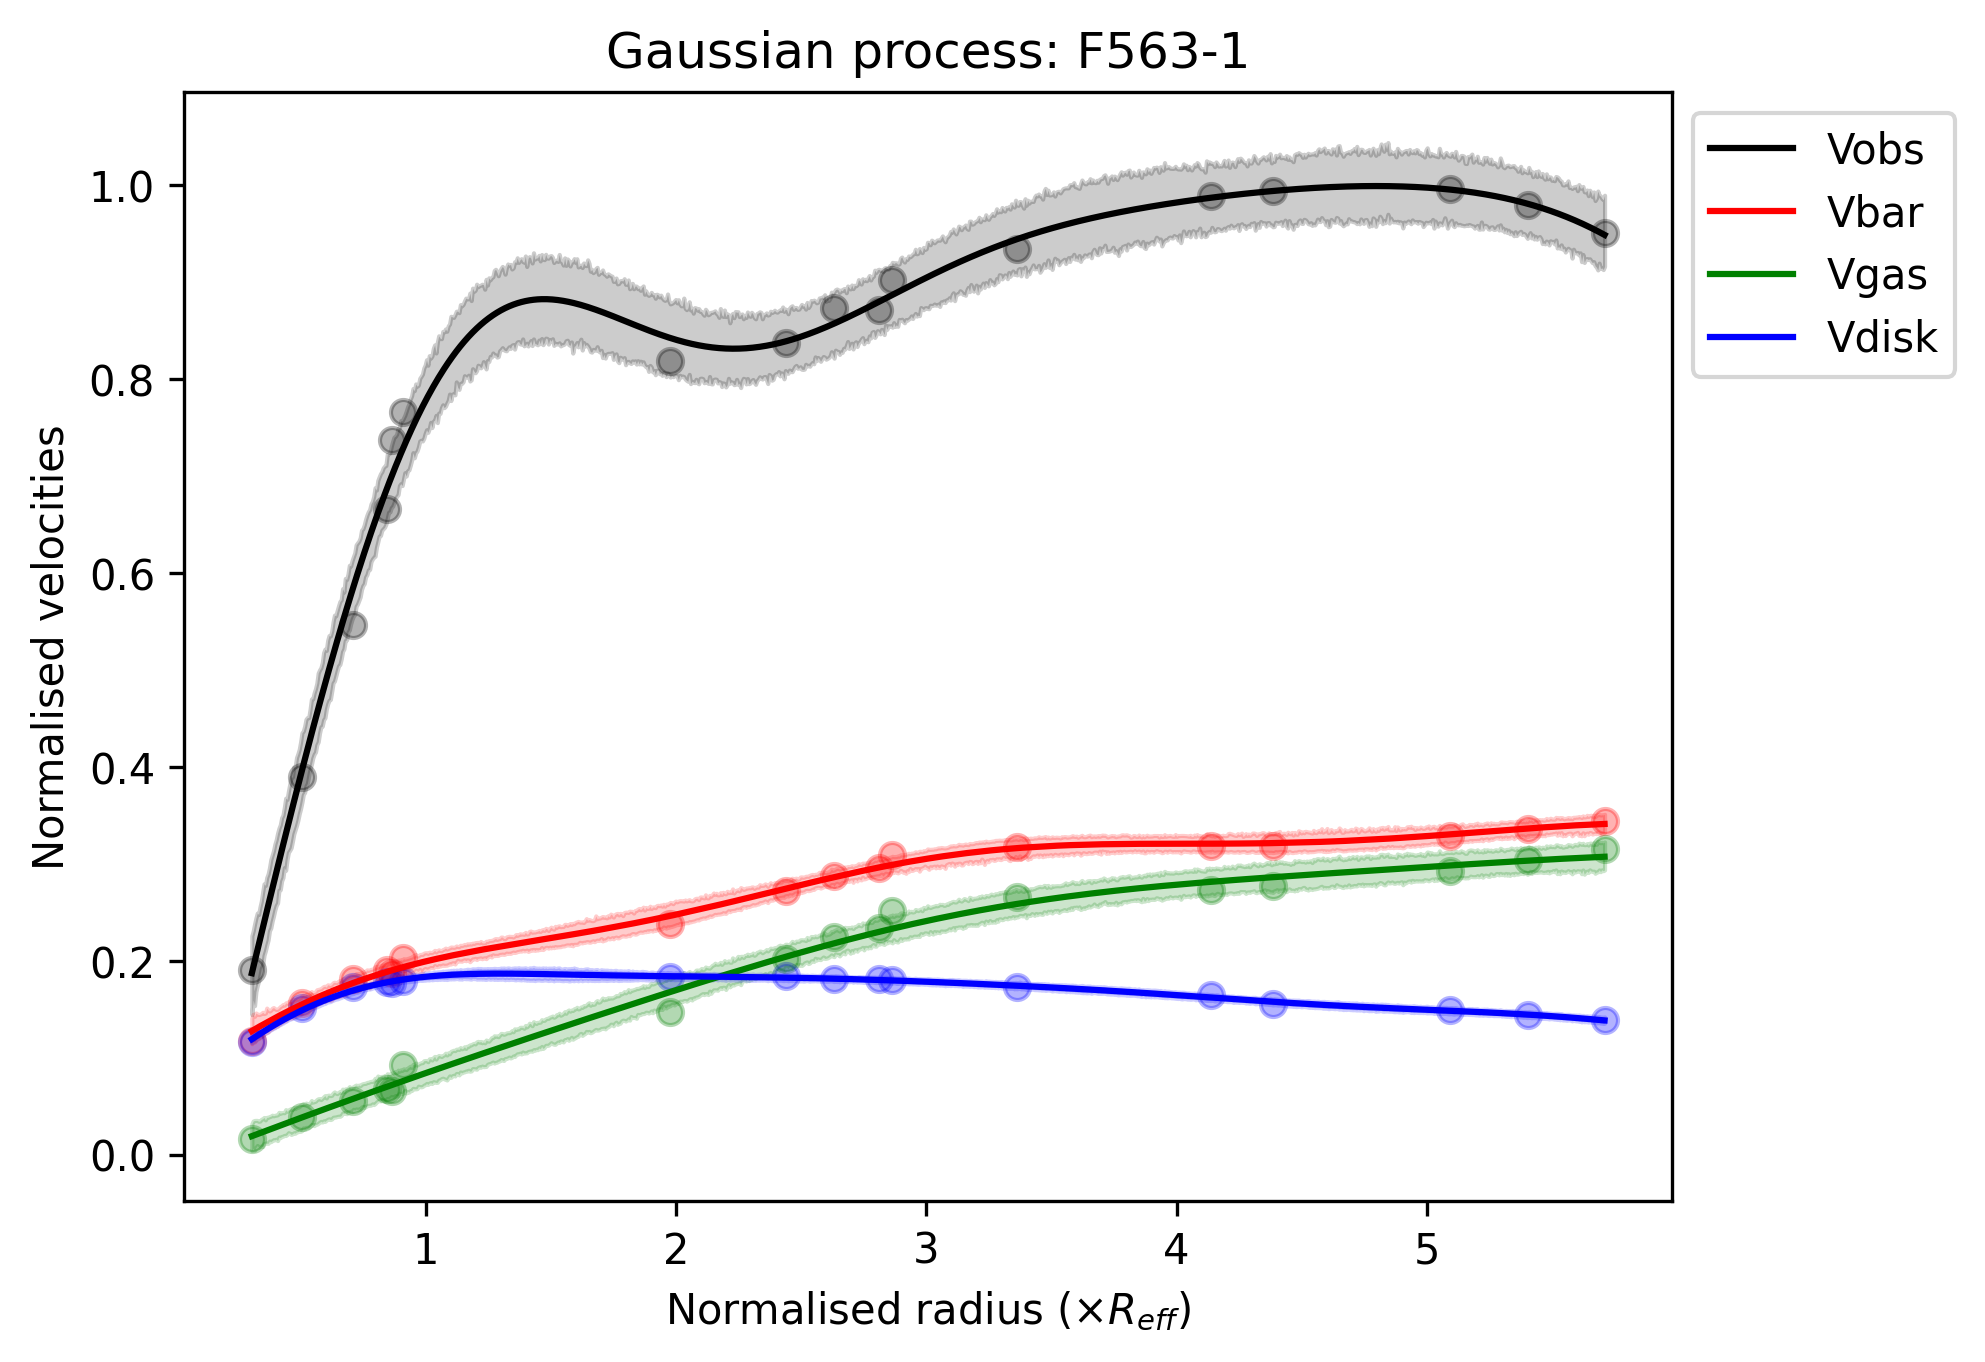 Gaussian process: F563-1
Vobs
Vbar
Vgas
Vdisk
Normalised velocities
1.0
0.8
0.6
0.4
0.2
0.0
1 2 3 4 5
Normalised radius (×R_eff)